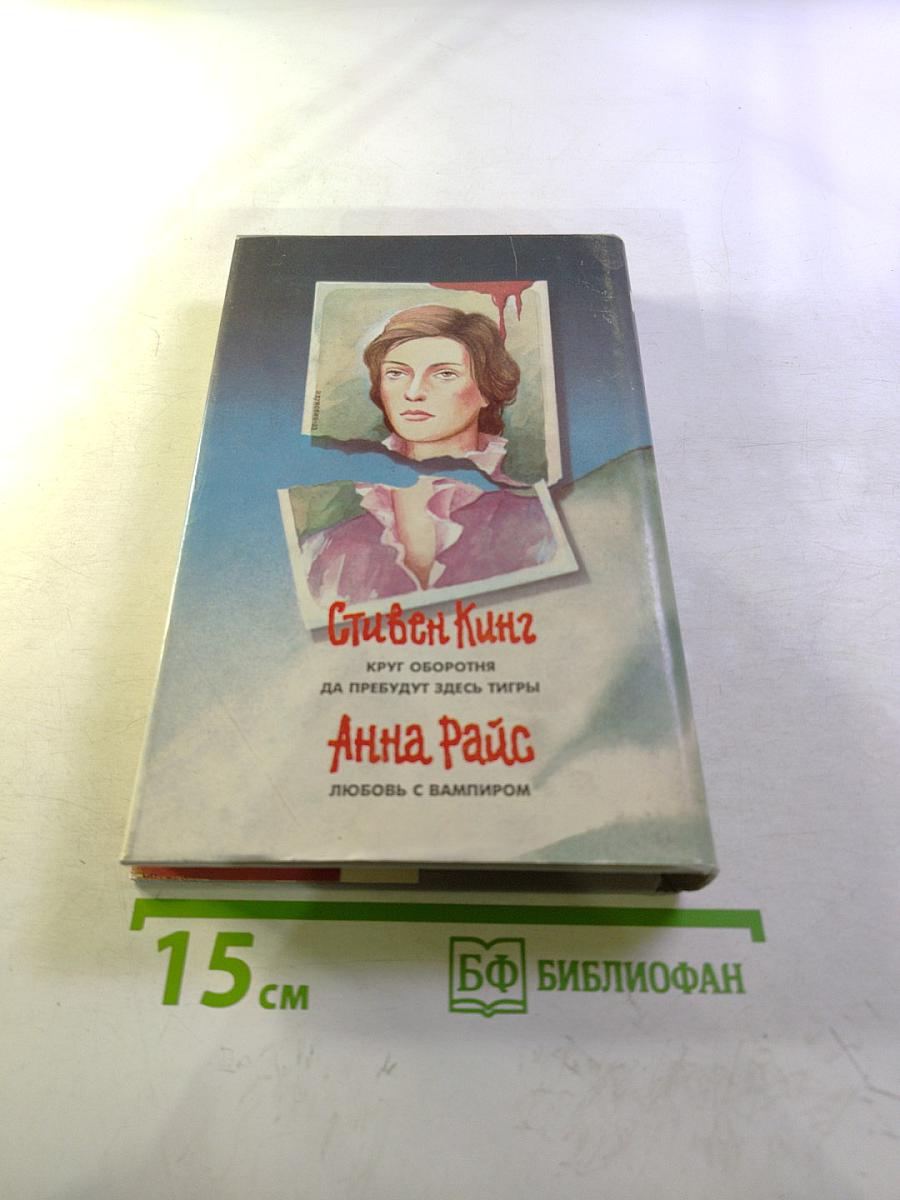 Стивен Кинг
КРУГ ОБОРОТНЯ
ДА ПРЕБУДУТ ЗДЕСЬ ТИГРЫ
Анна Райс
ЛЮБОВЬ С ВАМПИРОМ
15 см
БФ БИБЛИОФАН